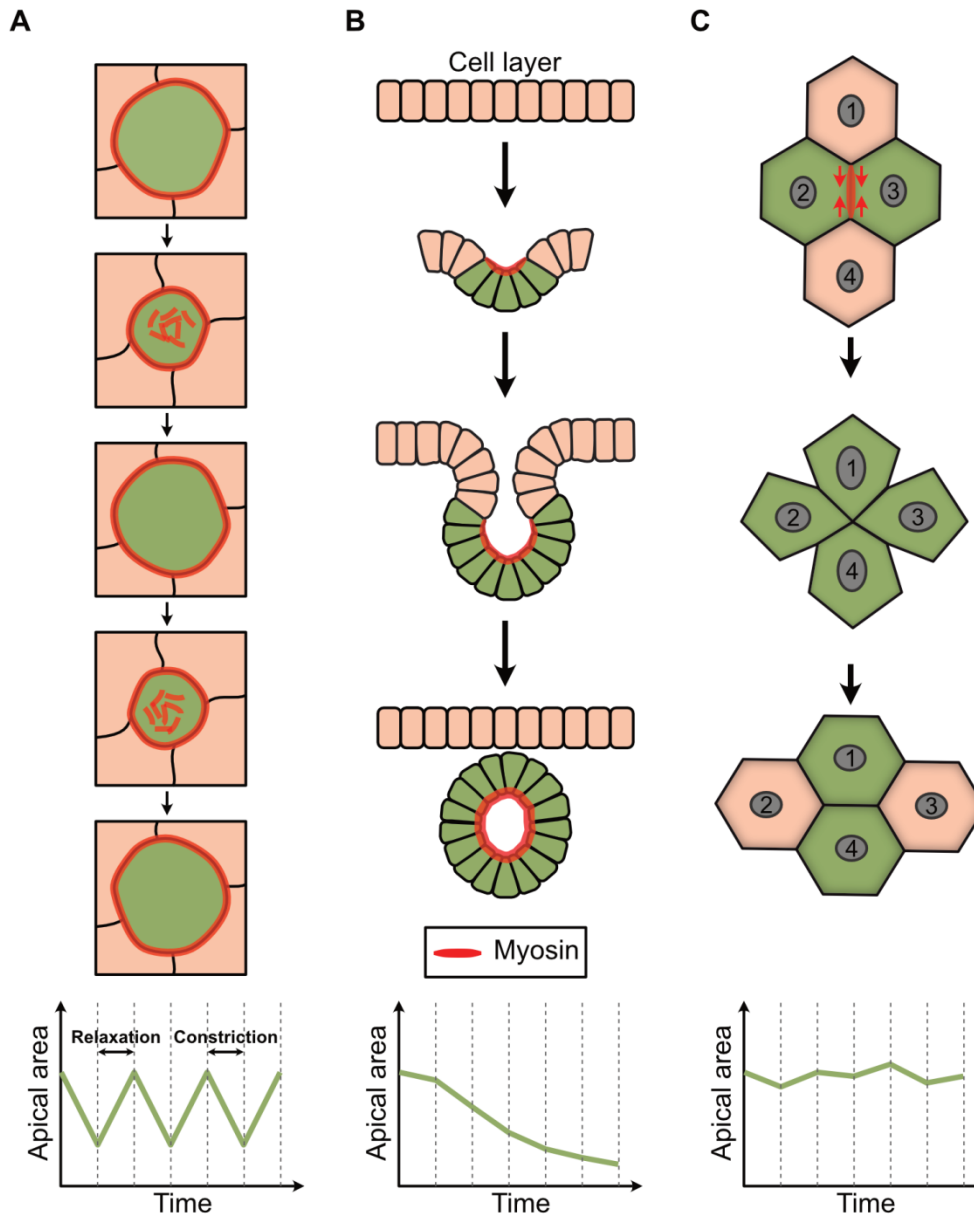 A
B
C
Cell layer
1
2
3
4
1
2
3
4
1
2
3
4
Myosin
Apical area
Relaxation
Constriction
Time
Apical area
Time
Apical area
Time